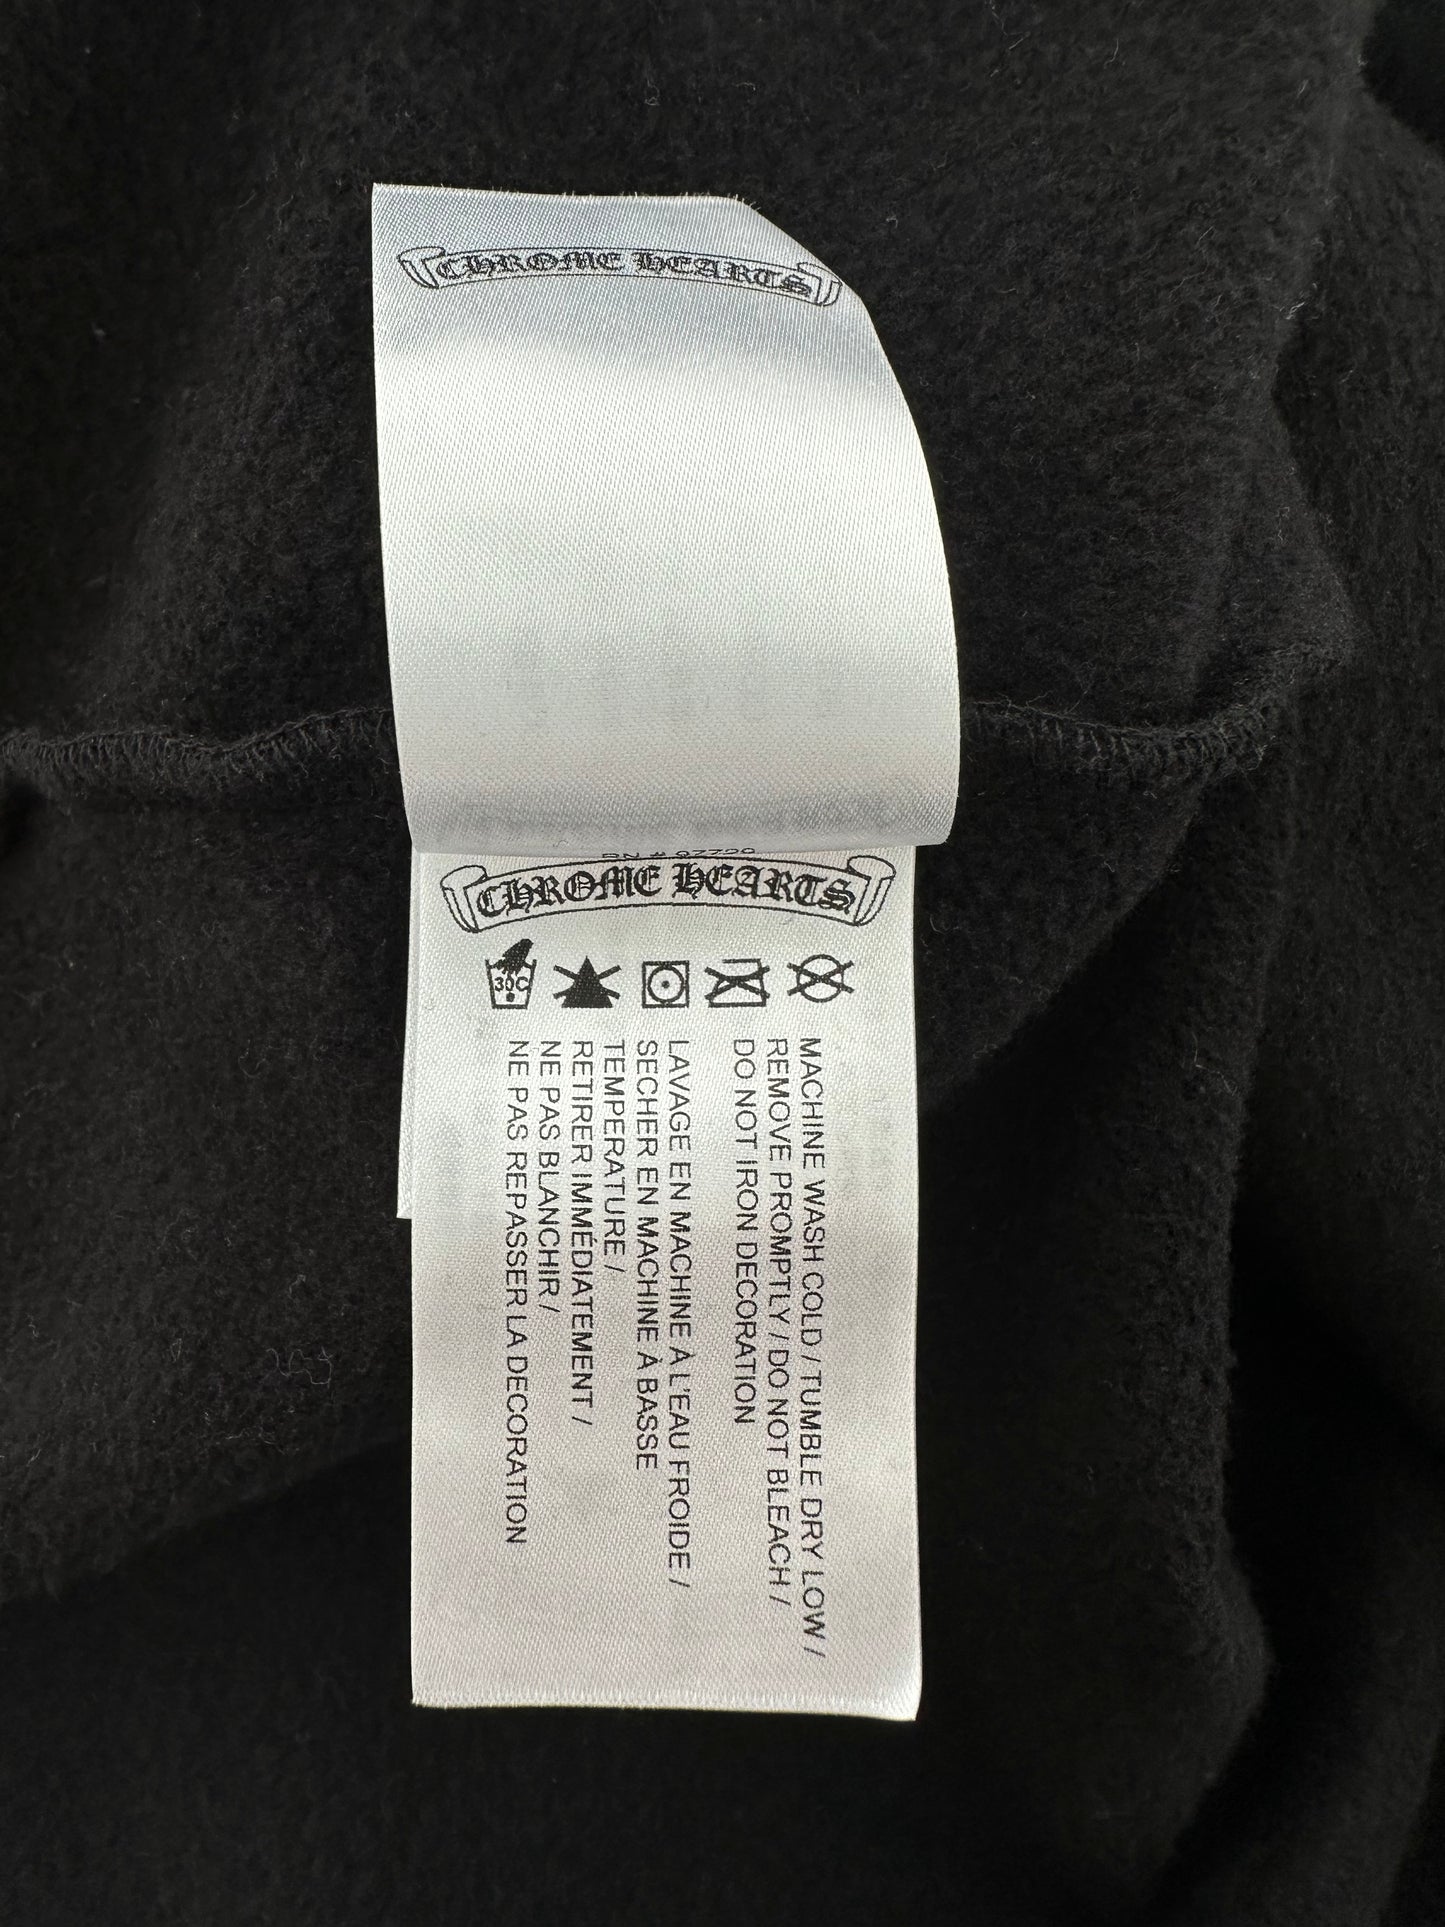 CHROME HEARTS
CHROME HEARTS
30C
MACHINE WASH COLD / TUMBLE DRY LOW /
REMOVE PROMPTLY / DO NOT BLEACH /
DO NOT IRON DECORATION
LAVAGE EN MACHINE À L'EAU FROIDE /
SECHER EN MACHINE À BASSE
TEMPERATURE /
RETIRER IMMÉDIATEMENT /
NE PAS BLANCHIR /
NE PAS REPASSER LA DECORATION